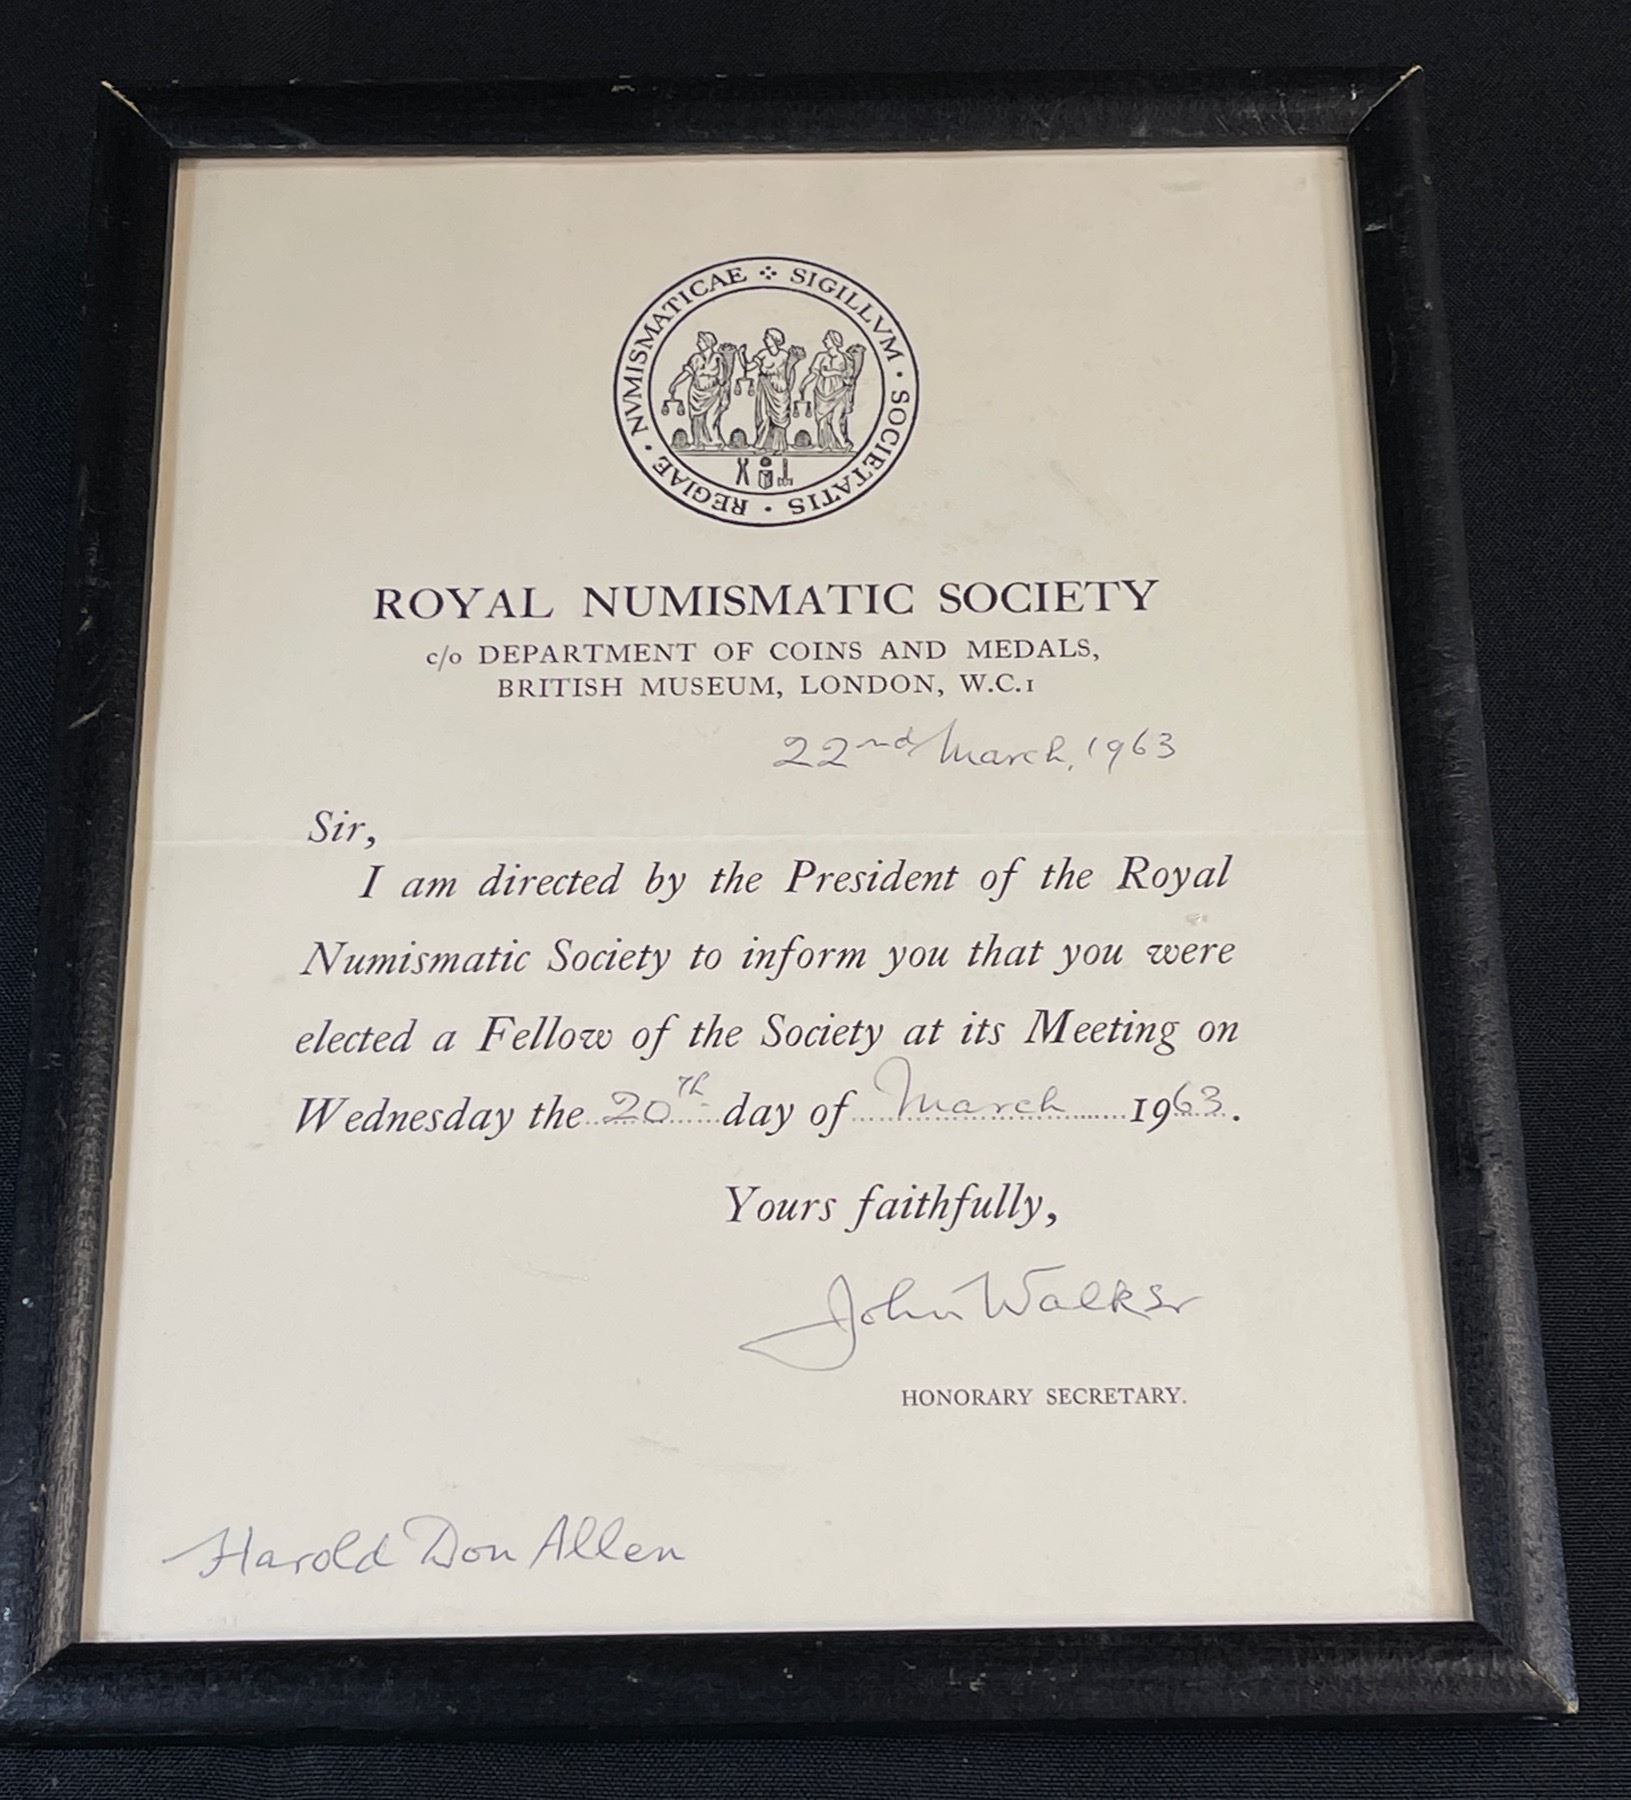 SIGILLVM · SOCIETATIS · REGIAE · NVMISMATICAE
ROYAL NUMISMATIC SOCIETY
c/o DEPARTMENT OF COINS AND MEDALS,
BRITISH MUSEUM, LONDON, W.C.1
22nd March, 1963
Sir,
I am directed by the President of the Royal
Numismatic Society to inform you that you were
elected a Fellow of the Society at its Meeting on
Wednesday the 20th day of March 1963.
Yours faithfully,
John Walker
HONORARY SECRETARY.
Harold Don Allen